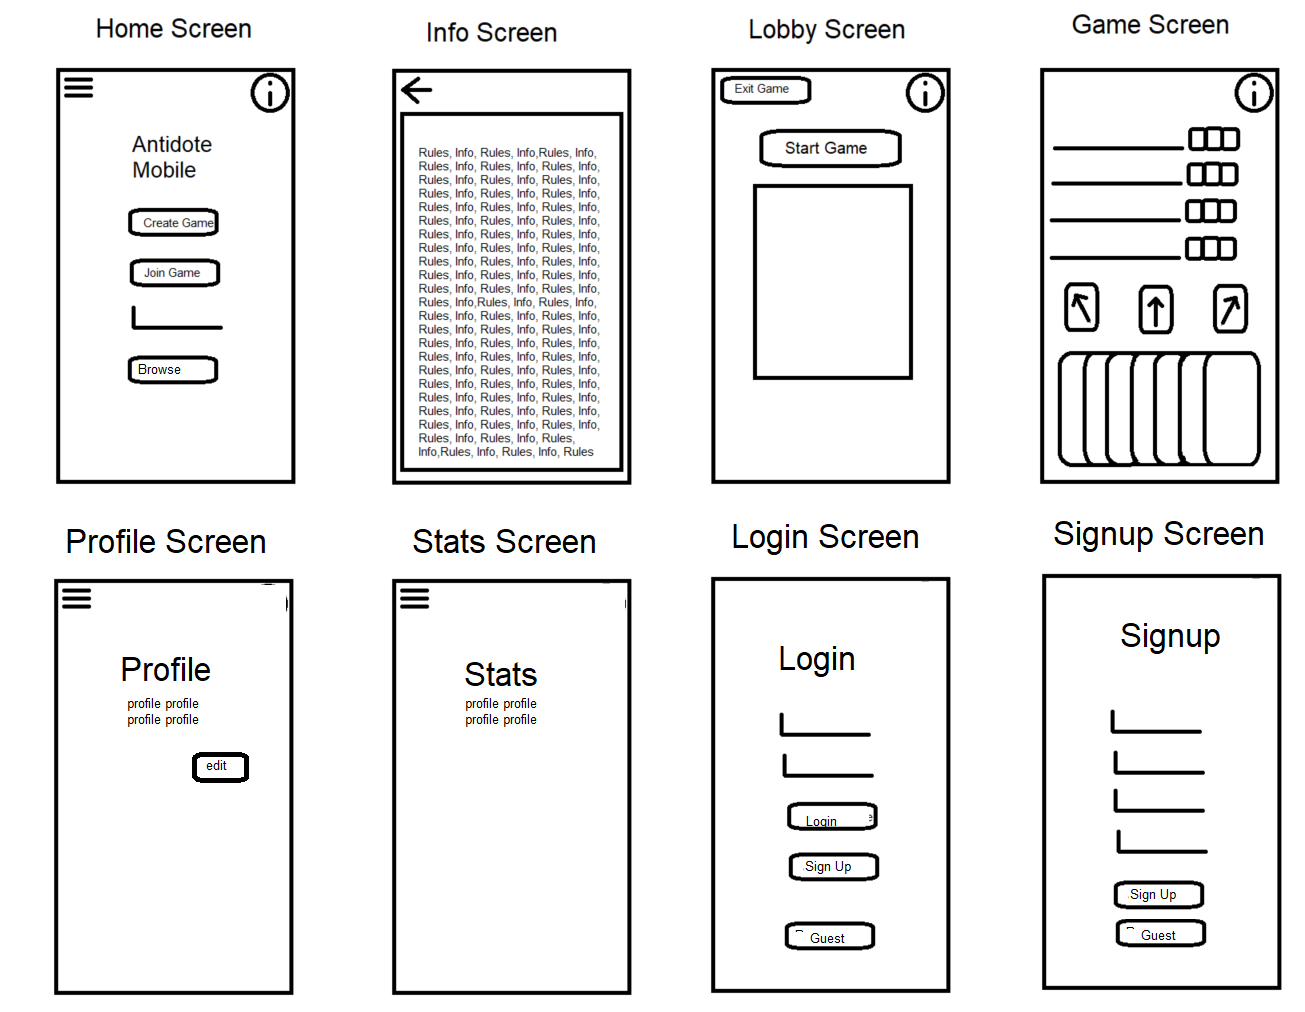 Home Screen
Info Screen
Lobby Screen
Game Screen
Antidote
Mobile
Create Game
Join Game
Browse
Rules, Info, Rules, Info,Rules, Info,
Rules, Info, Rules, Info, Rules, Info,
Rules, Info, Rules, Info, Rules, Info,
Rules, Info, Rules, Info, Rules, Info,
Rules, Info, Rules, Info, Rules, Info,
Rules, Info, Rules, Info, Rules, Info,
Rules, Info, Rules, Info, Rules, Info,
Rules, Info, Rules, Info, Rules, Info,
Rules, Info, Rules, Info, Rules, Info,
Rules, Info, Rules, Info, Rules, Info,
Rules, Info, Rules, Info, Rules, Info,
Rules, Info,Rules, Info, Rules, Info,
Rules, Info, Rules, Info, Rules, Info,
Rules, Info, Rules, Info, Rules, Info,
Rules, Info, Rules, Info, Rules, Info,
Rules, Info, Rules, Info, Rules, Info,
Rules, Info, Rules, Info, Rules, Info,
Rules, Info, Rules, Info, Rules, Info,
Rules, Info, Rules, Info, Rules, Info,
Rules, Info, Rules, Info, Rules, Info,
Rules, Info, Rules, Info, Rules, Info,
Rules, Info, Rules, Info, Rules,
Info,Rules, Info, Rules, Info, Rules
Exit Game
Start Game
Profile Screen
Stats Screen
Login Screen
Signup Screen
Profile
profile profile
profile profile
edit
Stats
profile profile
profile profile
Login
Login
Sign Up
Guest
Signup
Sign Up
Guest